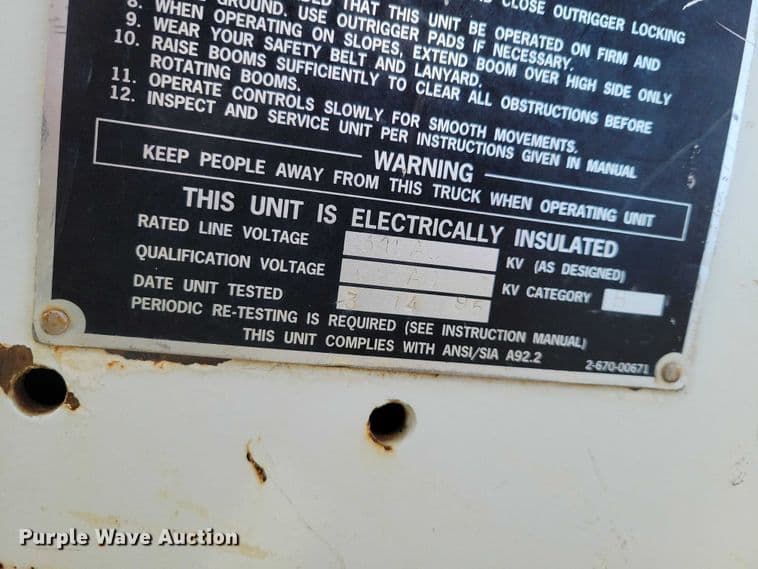 CLOSE OUTRIGGER LOCKING
THAT THIS UNIT BE OPERATED ON FIRM AND
GROUND. USE OUTRIGGER PADS IF NECESSARY.
8. WHEN OPERATING ON SLOPES, EXTEND BOOM OVER HIGH SIDE ONLY
9. WEAR YOUR SAFETY BELT AND LANYARD.
10. RAISE BOOMS SUFFICIENTLY TO CLEAR ALL OBSTRUCTIONS BEFORE
ROTATING BOOMS.
11. OPERATE CONTROLS SLOWLY FOR SMOOTH MOVEMENTS.
12. INSPECT AND SERVICE UNIT PER INSTRUCTIONS GIVEN IN MANUAL
WARNING
KEEP PEOPLE AWAY FROM THIS TRUCK WHEN OPERATING UNIT
THIS UNIT IS ELECTRICALLY INSULATED
RATED LINE VOLTAGE KV (AS DESIGNED)
QUALIFICATION VOLTAGE KV CATEGORY B
DATE UNIT TESTED 3 14 95
PERIODIC RE-TESTING IS REQUIRED (SEE INSTRUCTION MANUAL)
THIS UNIT COMPLIES WITH ANSI/SIA A92.2
2-670-00671
Purple Wave Auction